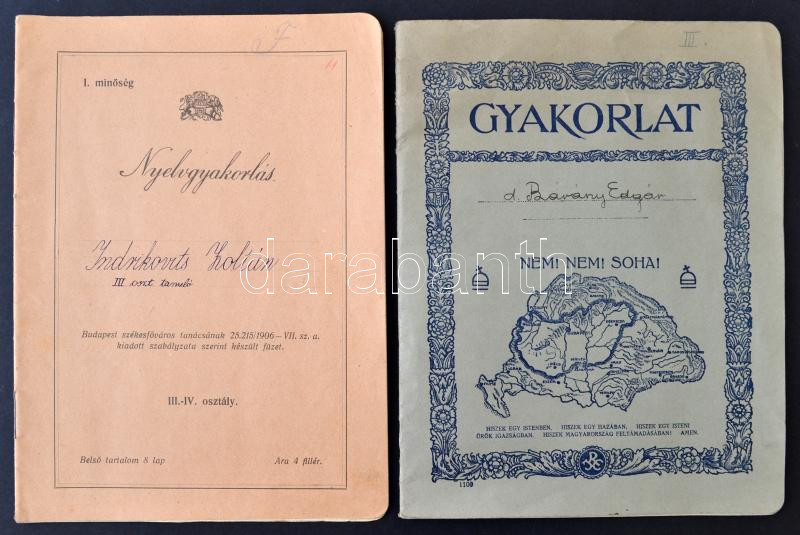 F
11
I. minőség
Nyelvgyakorlás.
Indrikovits Zoltán
III oszt tanuló
Budapest székesfőváros tanácsának 25.215/1906 – VII. sz. a.
kiadott szabályzata szerint készült füzet.
III.-IV. osztály.
Belső tartalom 8 lap
Ára 4 fillér.
III.
GYAKORLAT
d. Bárány Edgár
NEM! NEM! SOHA!
HISZEK EGY ISTENBEN, HISZEK EGY HAZÁBAN, HISZEK EGY ISTENI
ÖRÖK IGAZSÁGBAN, HISZEK MAGYARORSZÁG FELTÁMADÁSÁBAN! AMEN.
1100
darabanth